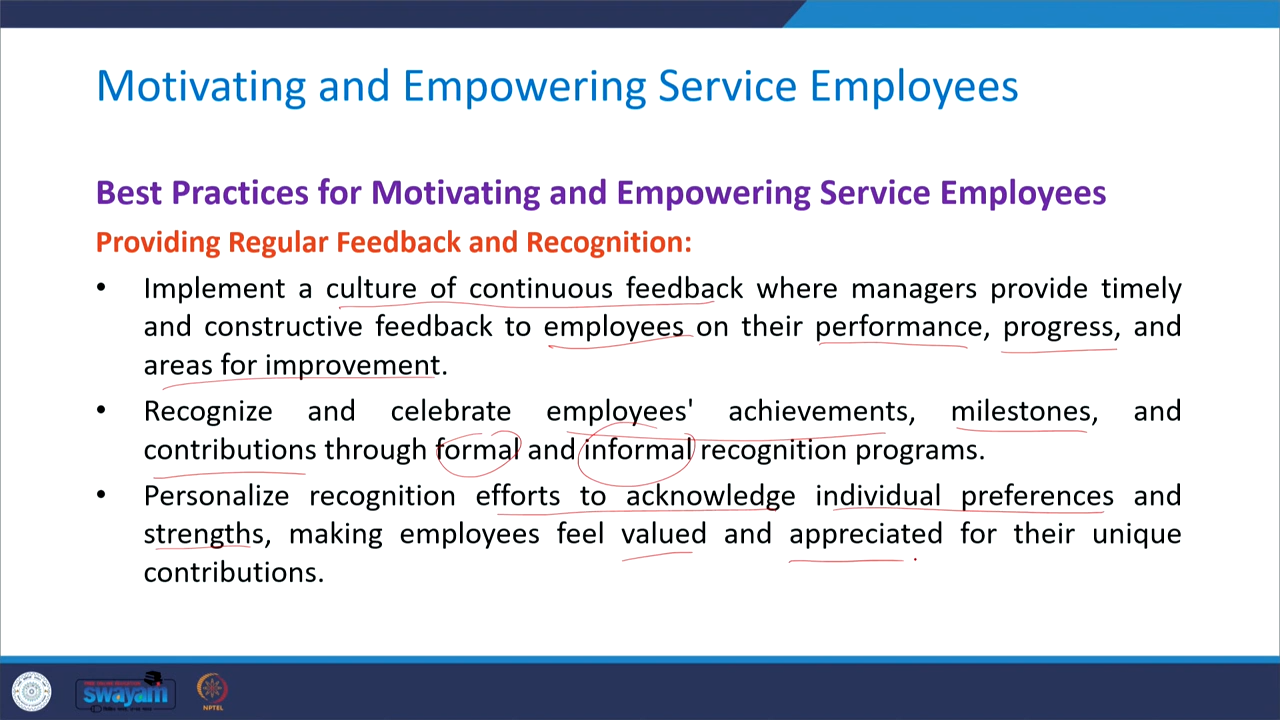 Motivating and Empowering Service Employees
Best Practices for Motivating and Empowering Service Employees
Providing Regular Feedback and Recognition:
• Implement a culture of continuous feedback where managers provide timely
and constructive feedback to employees on their performance, progress, and
areas for improvement.
• Recognize and celebrate employees' achievements, milestones, and
contributions through formal and informal recognition programs.
• Personalize recognition efforts to acknowledge individual preferences and
strengths, making employees feel valued and appreciated for their unique
contributions.
swayam
NPTEL